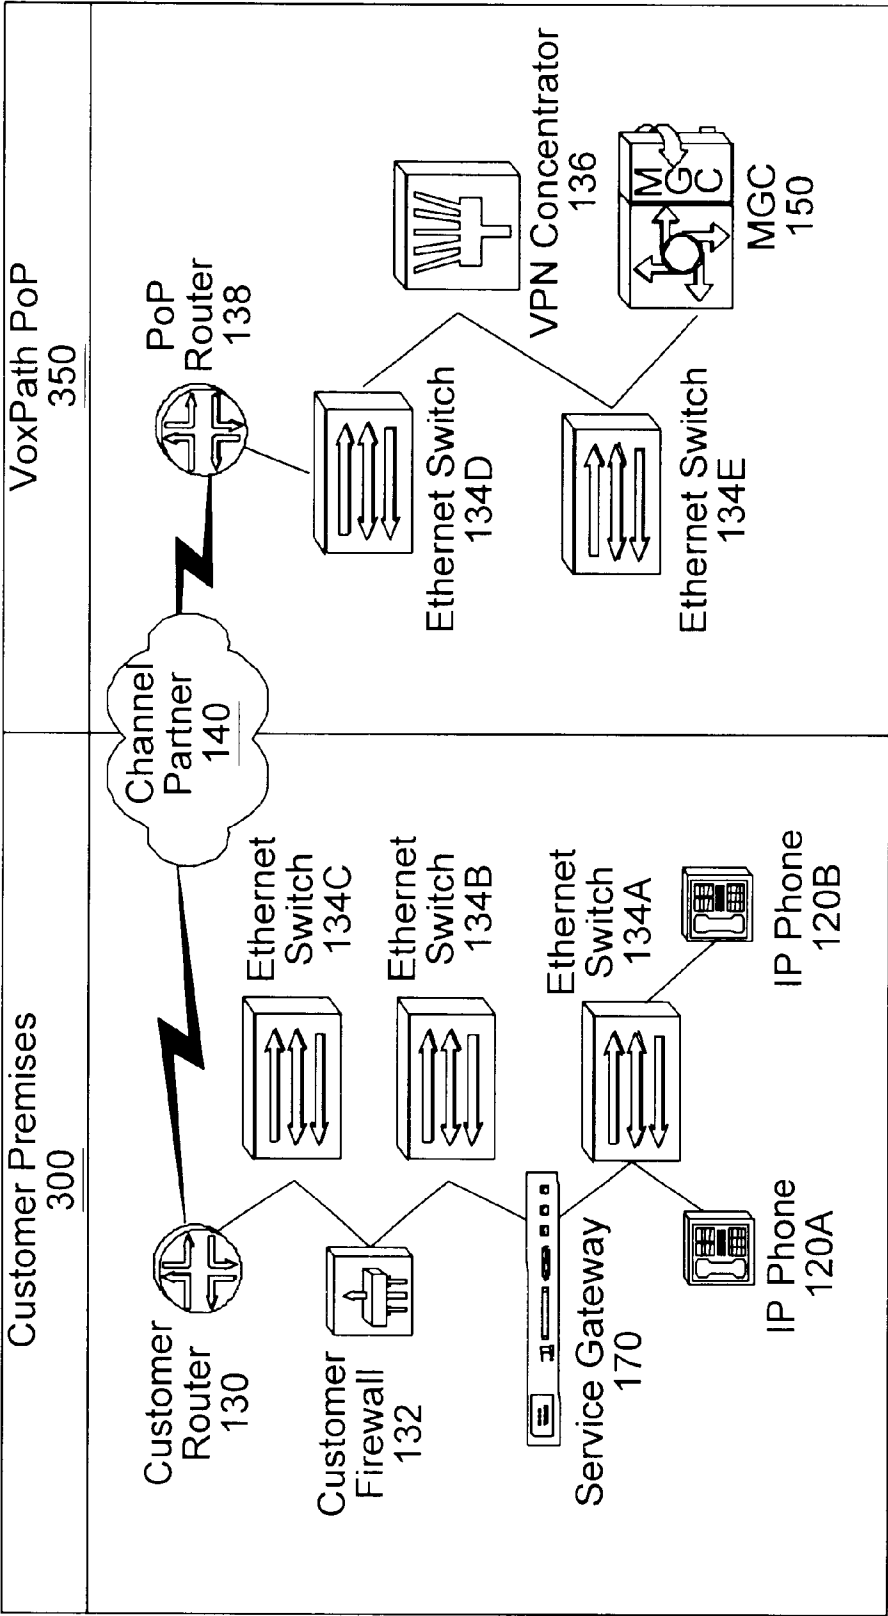 Customer Premises
300
VoxPath PoP
350
Customer
Router
130
Channel
Partner
140
PoP
Router
138
Ethernet
Switch
134C
Customer
Firewall
132
Ethernet
Switch
134B
Ethernet Switch
134D
VPN Concentrator
136
Service Gateway
170
Ethernet
Switch
134A
Ethernet Switch
134E
M
G
C
MGC
150
IP Phone
120A
IP Phone
120B